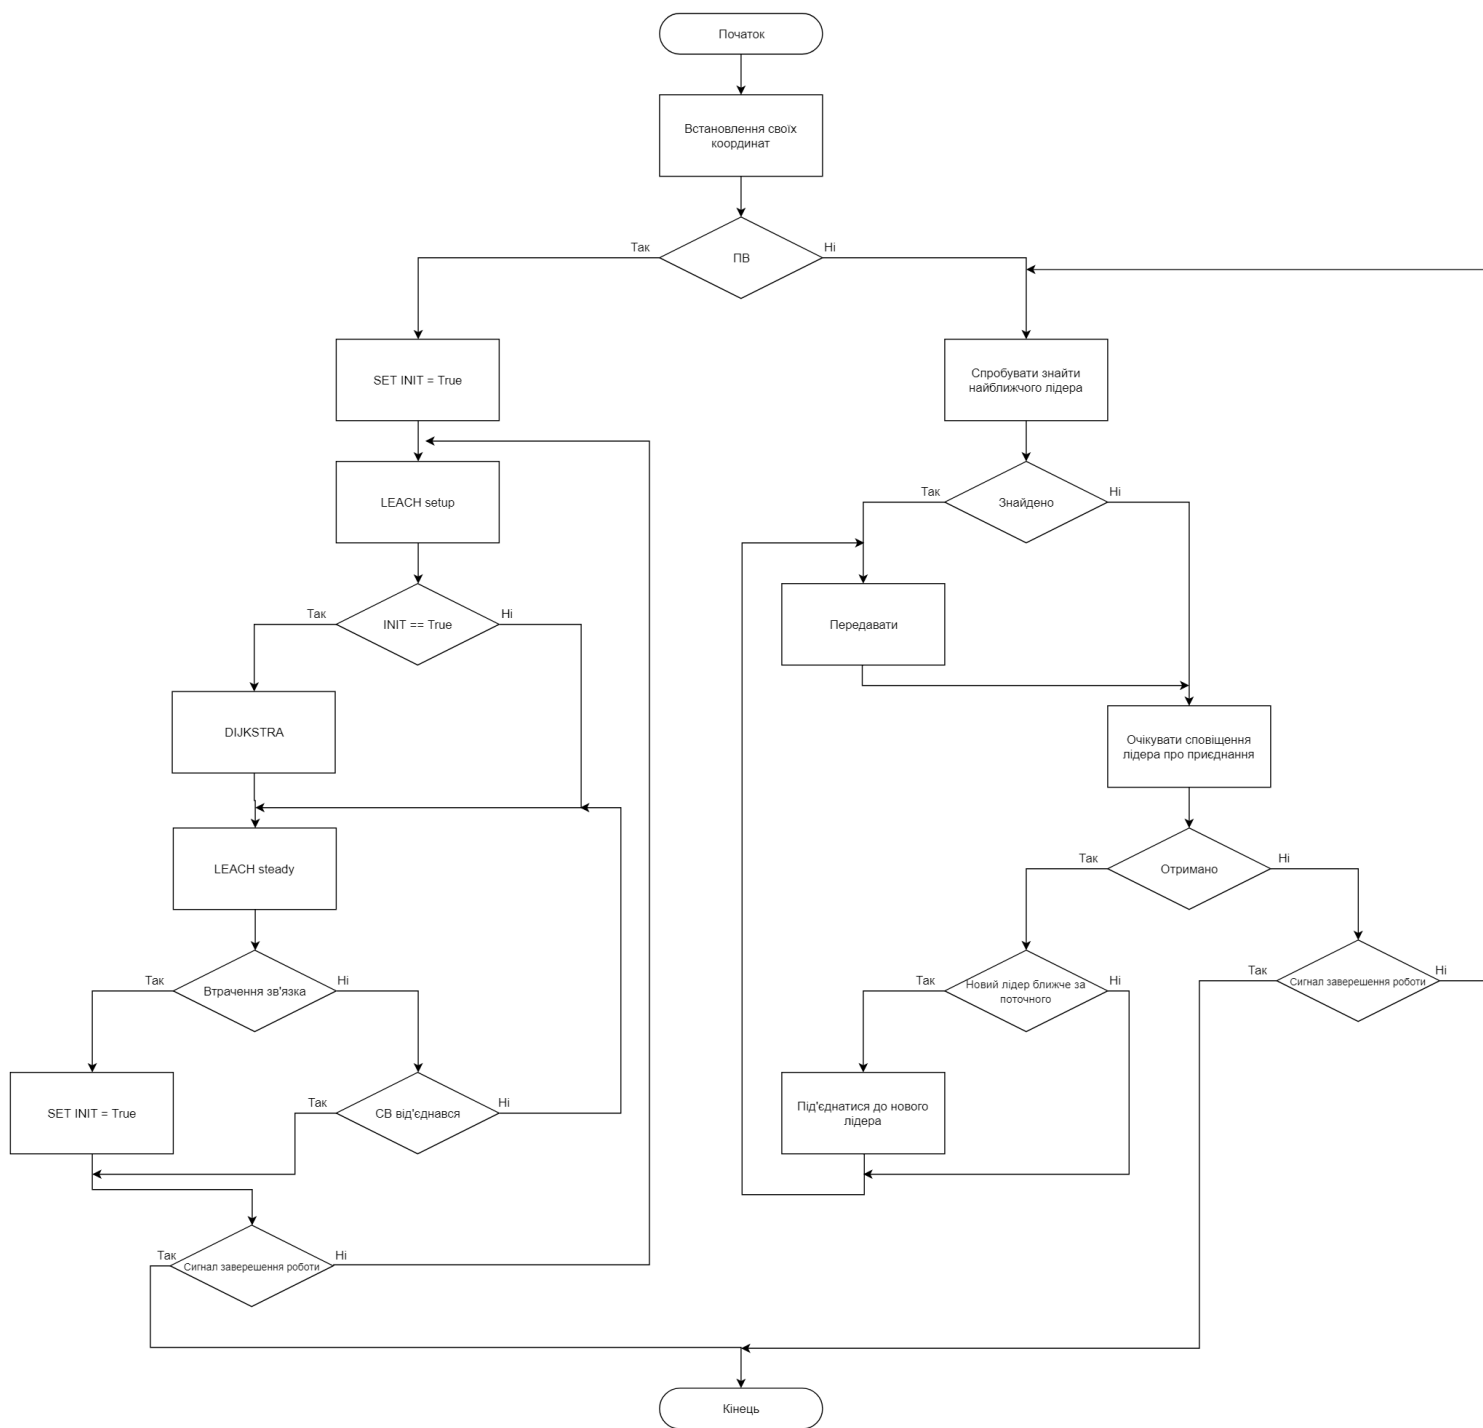 Початок
Встановлення своїх
координат
Так
ПВ
Ні
SET INIT = True
Спробувати знайти
найближчого лідера
LEACH setup
Так
Знайдено
Ні
Так
INIT == True
Ні
Передавати
DIJKSTRA
Очікувати сповіщення
лідера про приєднання
LEACH steady
Так
Отримано
Ні
Так
Втрачення зв'язка
Ні
Так
Новий лідер ближче за
поточного
Ні
Так
Сигнал заверешення роботи
Ні
SET INIT = True
Так
СВ від'єднався
Ні
Під'єднатися до нового
лідера
Так
Сигнал заверешення роботи
Ні
Кінець